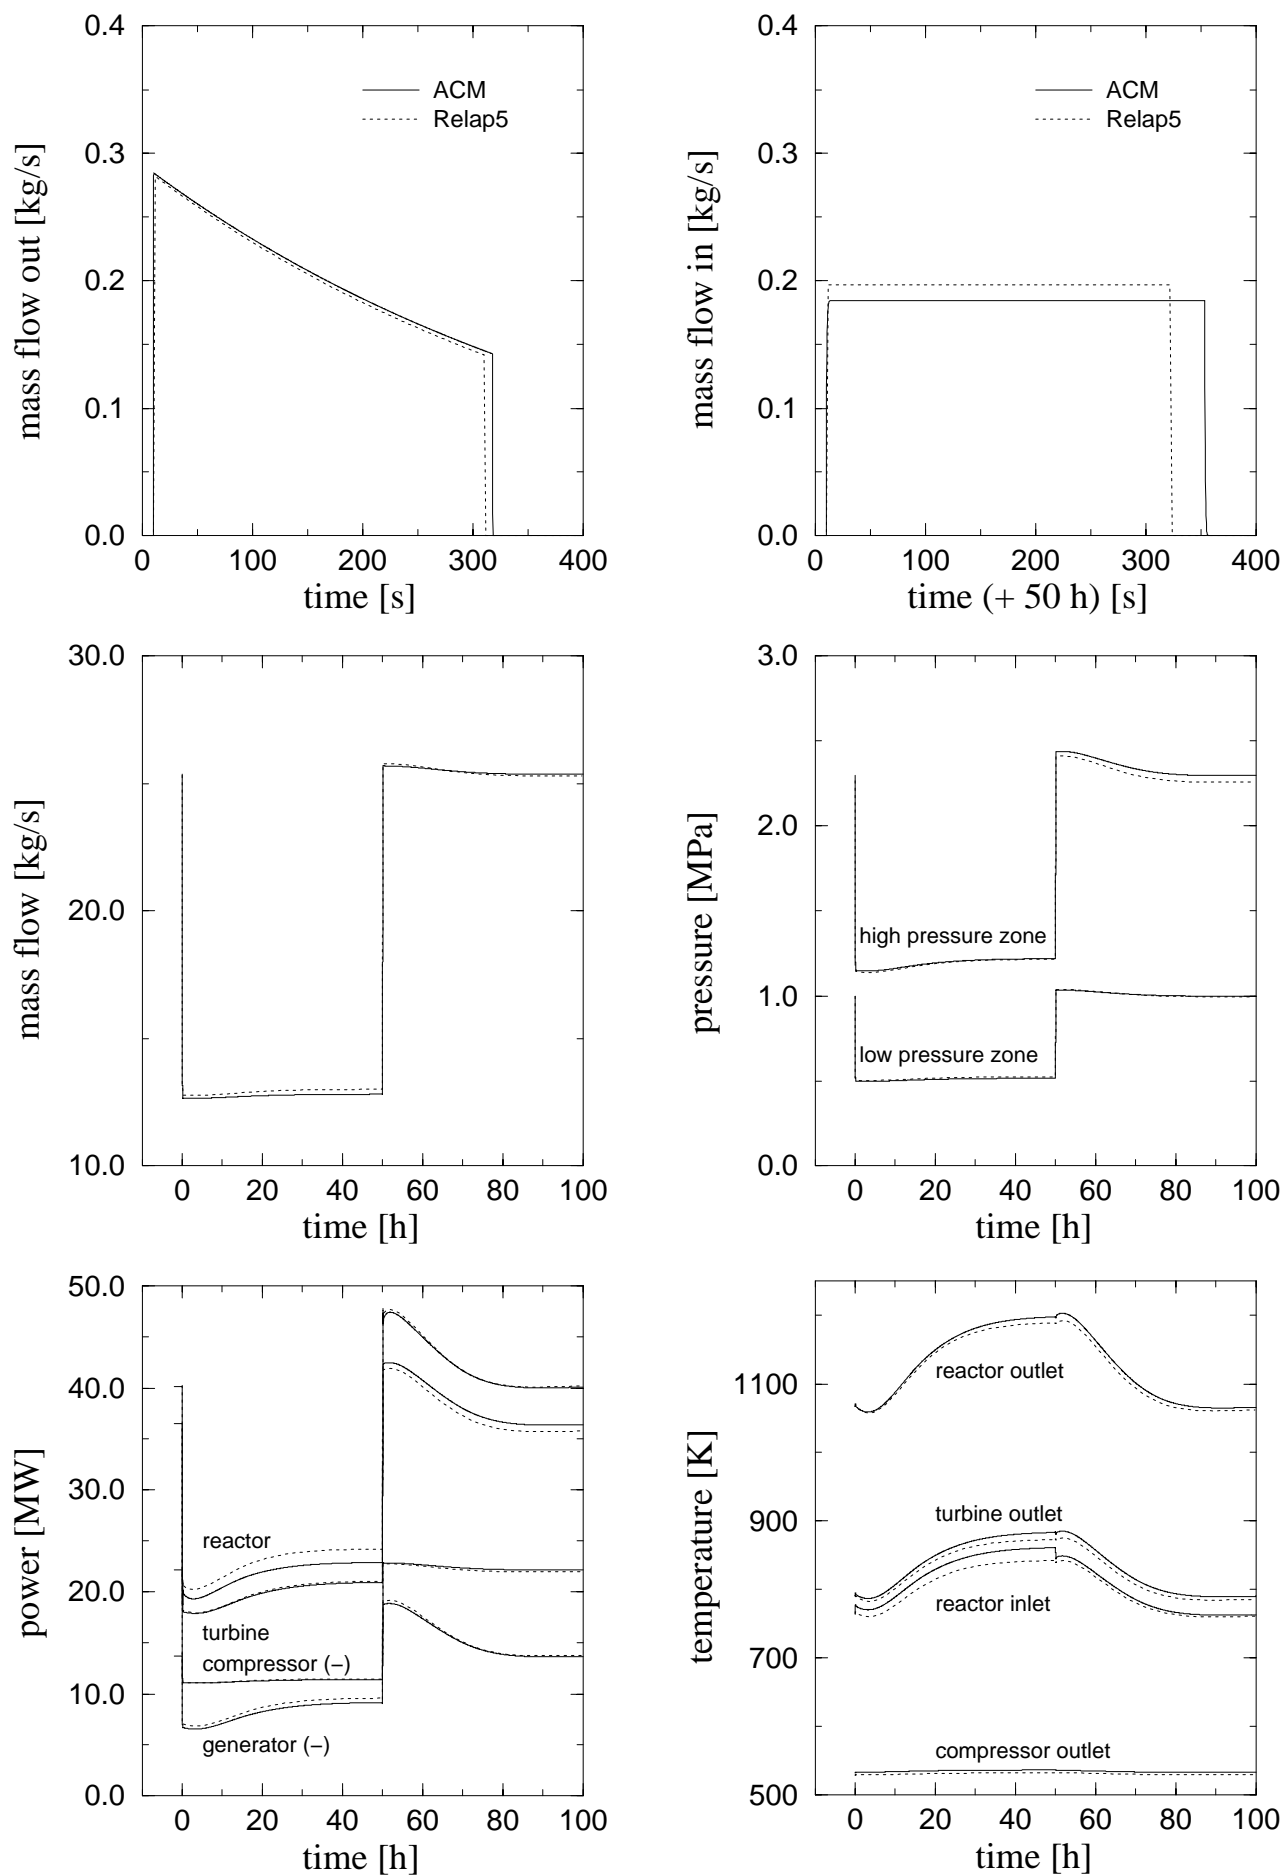 0.4
0.3
0.2
0.1
0.0
mass flow out [kg/s]
ACM
Relap5
0 100 200 300 400
time [s]
0.4
0.3
0.2
0.1
0.0
mass flow in [kg/s]
ACM
Relap5
0 100 200 300 400
time (+ 50 h) [s]
30.0
20.0
10.0
mass flow [kg/s]
0 20 40 60 80 100
time [h]
3.0
2.0
1.0
0.0
pressure [MPa]
high pressure zone
low pressure zone
0 20 40 60 80 100
time [h]
50.0
40.0
30.0
20.0
10.0
0.0
power [MW]
reactor
turbine
compressor (−)
generator (−)
0 20 40 60 80 100
time [h]
1100
900
700
500
temperature [K]
reactor outlet
turbine outlet
reactor inlet
compressor outlet
0 20 40 60 80 100
time [h]